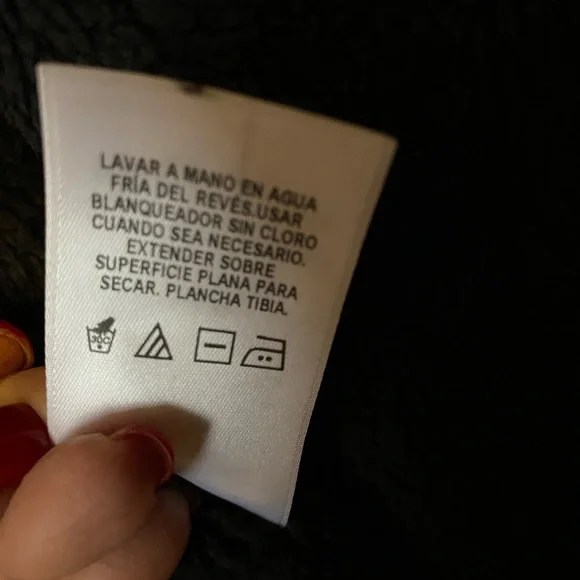 LAVAR A MANO EN AGUA
FRÍA DEL REVÉS.USAR
BLANQUEADOR SIN CLORO
CUANDO SEA NECESARIO.
EXTENDER SOBRE
SUPERFICIE PLANA PARA
SECAR. PLANCHA TIBIA.
30C